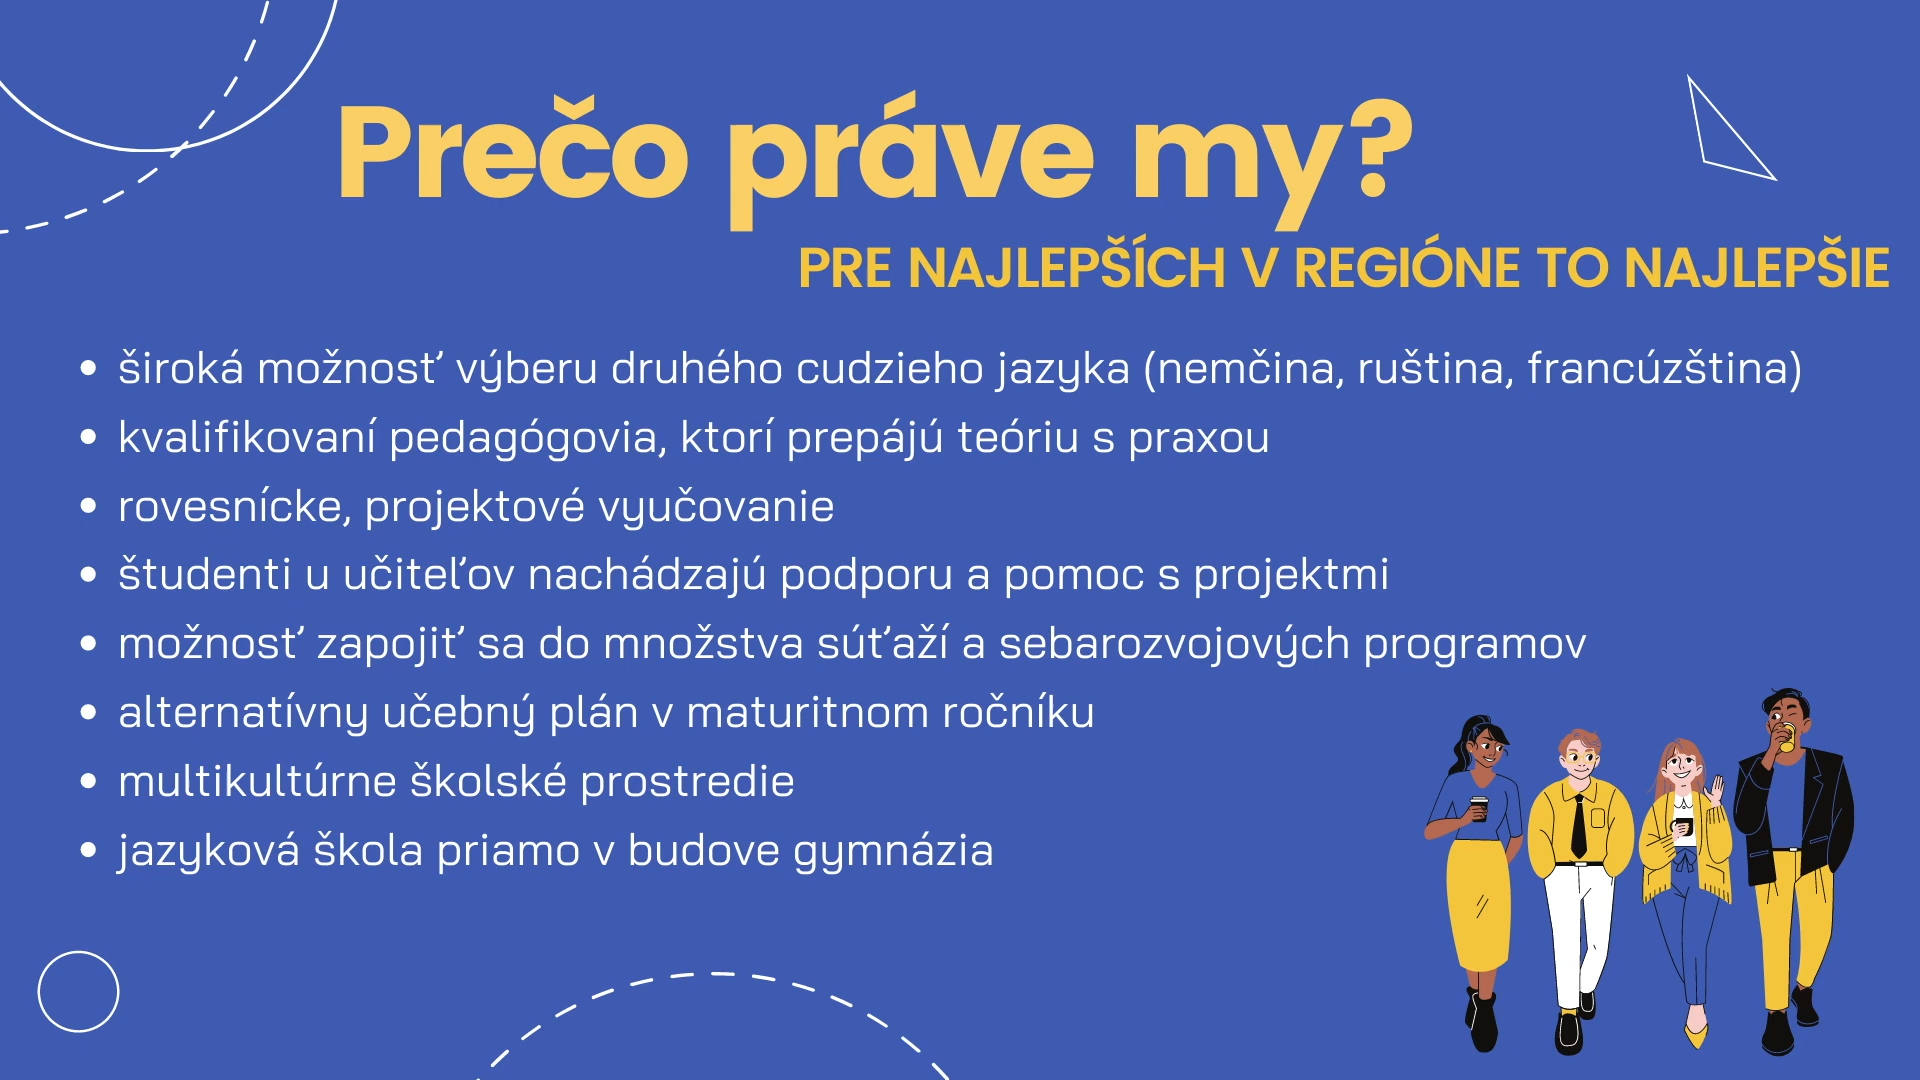 Prečo práve my?
PRE NAJLEPŠÍCH V REGIÓNE TO NAJLEPŠIE
• široká možnosť výberu druhého cudzieho jazyka (nemčina, ruština, francúzština)
• kvalifikovaní pedagógovia, ktorí prepájú teóriu s praxou
• rovesnícke, projektové vyučovanie
• študenti u učiteľov nachádzajú podporu a pomoc s projektmi
• možnosť zapojiť sa do množstva súťaží a sebarozvojových programov
• alternatívny učebný plán v maturitnom ročníku
• multikultúrne školské prostredie
• jazyková škola priamo v budove gymnázia